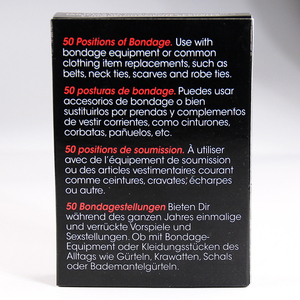 50 Positions of Bondage. Use with
bondage equipment or common
clothing item replacements, such as
belts, neck ties, scarves and robe ties.
50 posturas de bondage. Puedes usar
accesorios de bondage o bien
sustituirlos por prendas y complementos
de vestir corrientes, como cinturones,
corbatas, pañuelos, etc.
50 positions de soumission. À utiliser
avec de l'équipement de soumission
ou des articles vestimentaires courant
comme ceintures, cravates, écharpes
ou autre.
50 Bondagestellungen Bieten Dir
während des ganzen Jahres einmalige
und verrückte Vorspiele und
Sexstellungen. Ob mit Bondage-
Equipment oder Kleidungsstücken des
Alltags wie Gürteln, Krawatten, Schals
oder Bademantelgürteln.